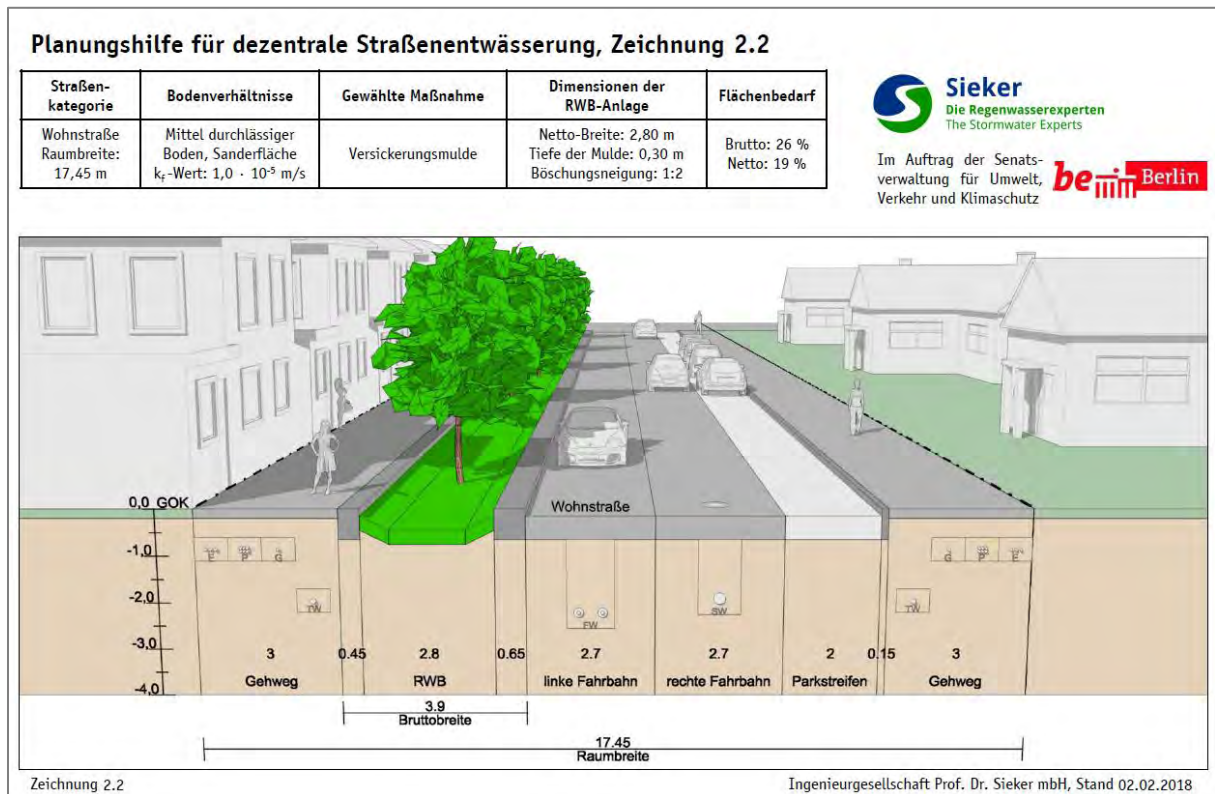 Planungshilfe für dezentrale Straßenentwässerung, Zeichnung 2.2
Straßen-
kategorie
Bodenverhältnisse
Gewählte Maßnahme
Dimensionen der
RWB-Anlage
Flächenbedarf
Wohnstraße
Raumbreite:
17,45 m
Mittel durchlässiger
Boden, Sanderfläche
kf-Wert: 1,0 · 10⁻⁵ m/s
Versickerungsmulde
Netto-Breite: 2,80 m
Tiefe der Mulde: 0,30 m
Böschungsneigung: 1:2
Brutto: 26 %
Netto: 19 %
Sieker
Die Regenwasserexperten
The Stormwater Experts
Im Auftrag der Senats-
verwaltung für Umwelt,
Verkehr und Klimaschutz
be Berlin
Wohnstraße
0,0 GOK
-1,0
-2,0
-3,0
-4,0
E P G
TW
FW
SW
G P E
TW
3 0.45 2.8 0.65 2.7 2.7 2 0.15 3
Gehweg RWB linke Fahrbahn rechte Fahrbahn Parkstreifen Gehweg
3.9
Bruttobreite
17.45
Raumbreite
Zeichnung 2.2
Ingenieurgesellschaft Prof. Dr. Sieker mbH, Stand 02.02.2018